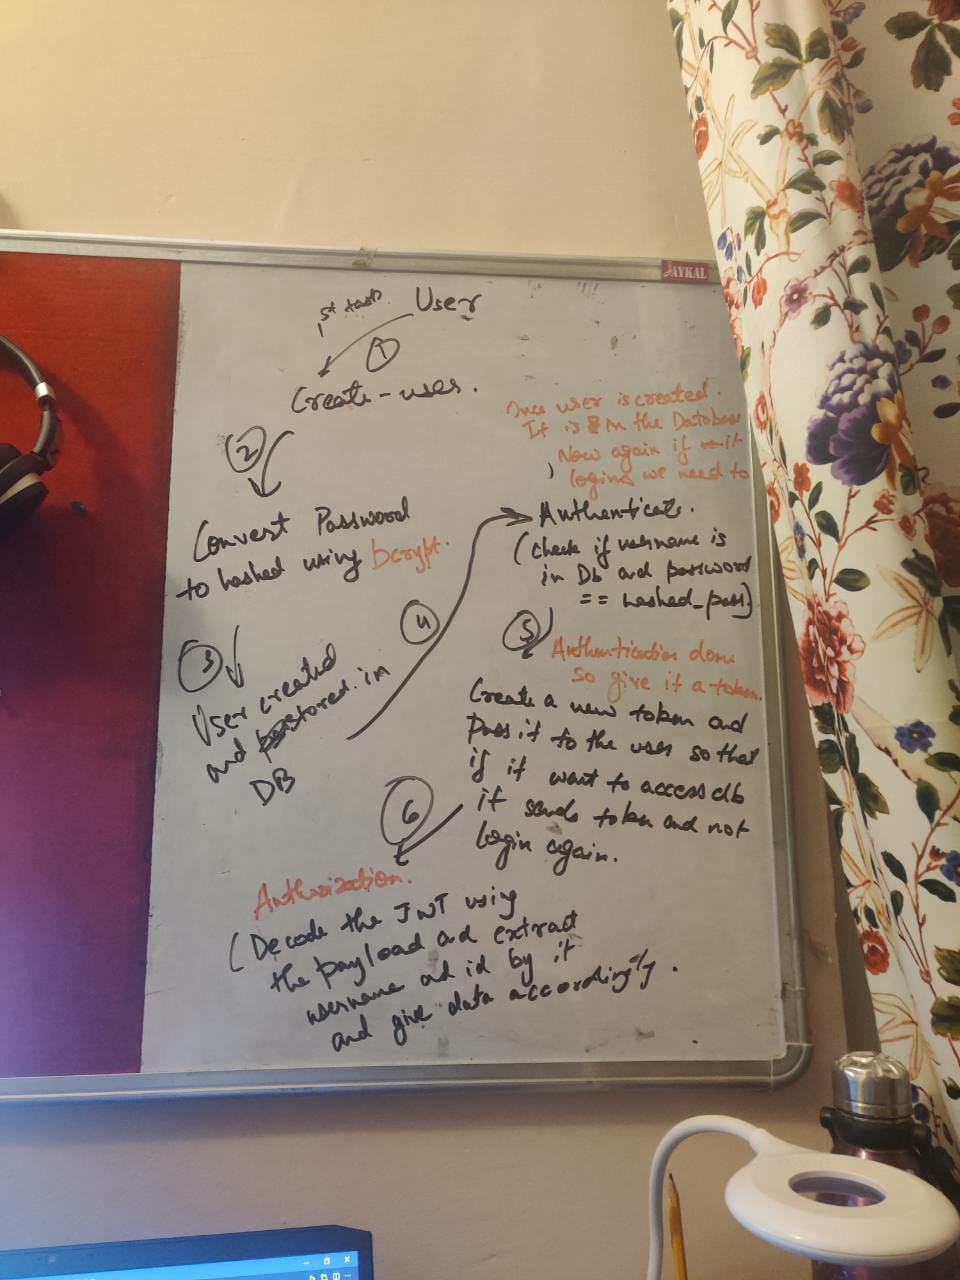 JAYKAL
1st task.
User
1
Create-user.
2
Convert Password
to hashed using bcrypt.
3
User created
and stored in
DB
4
Once user is created.
It is in the Database
Now again if it
logins we need to
Authenticate.
(check if username is
in Db and password
== hashed_pass)
5
Authentication done
so give it a token.
Create a new token and
Pass it to the user so that
if it want to access db
it sends token and not
login again.
6
Authorization.
(Decode the JWT using
the payload and extract
username and id by it
and give data accordingly.